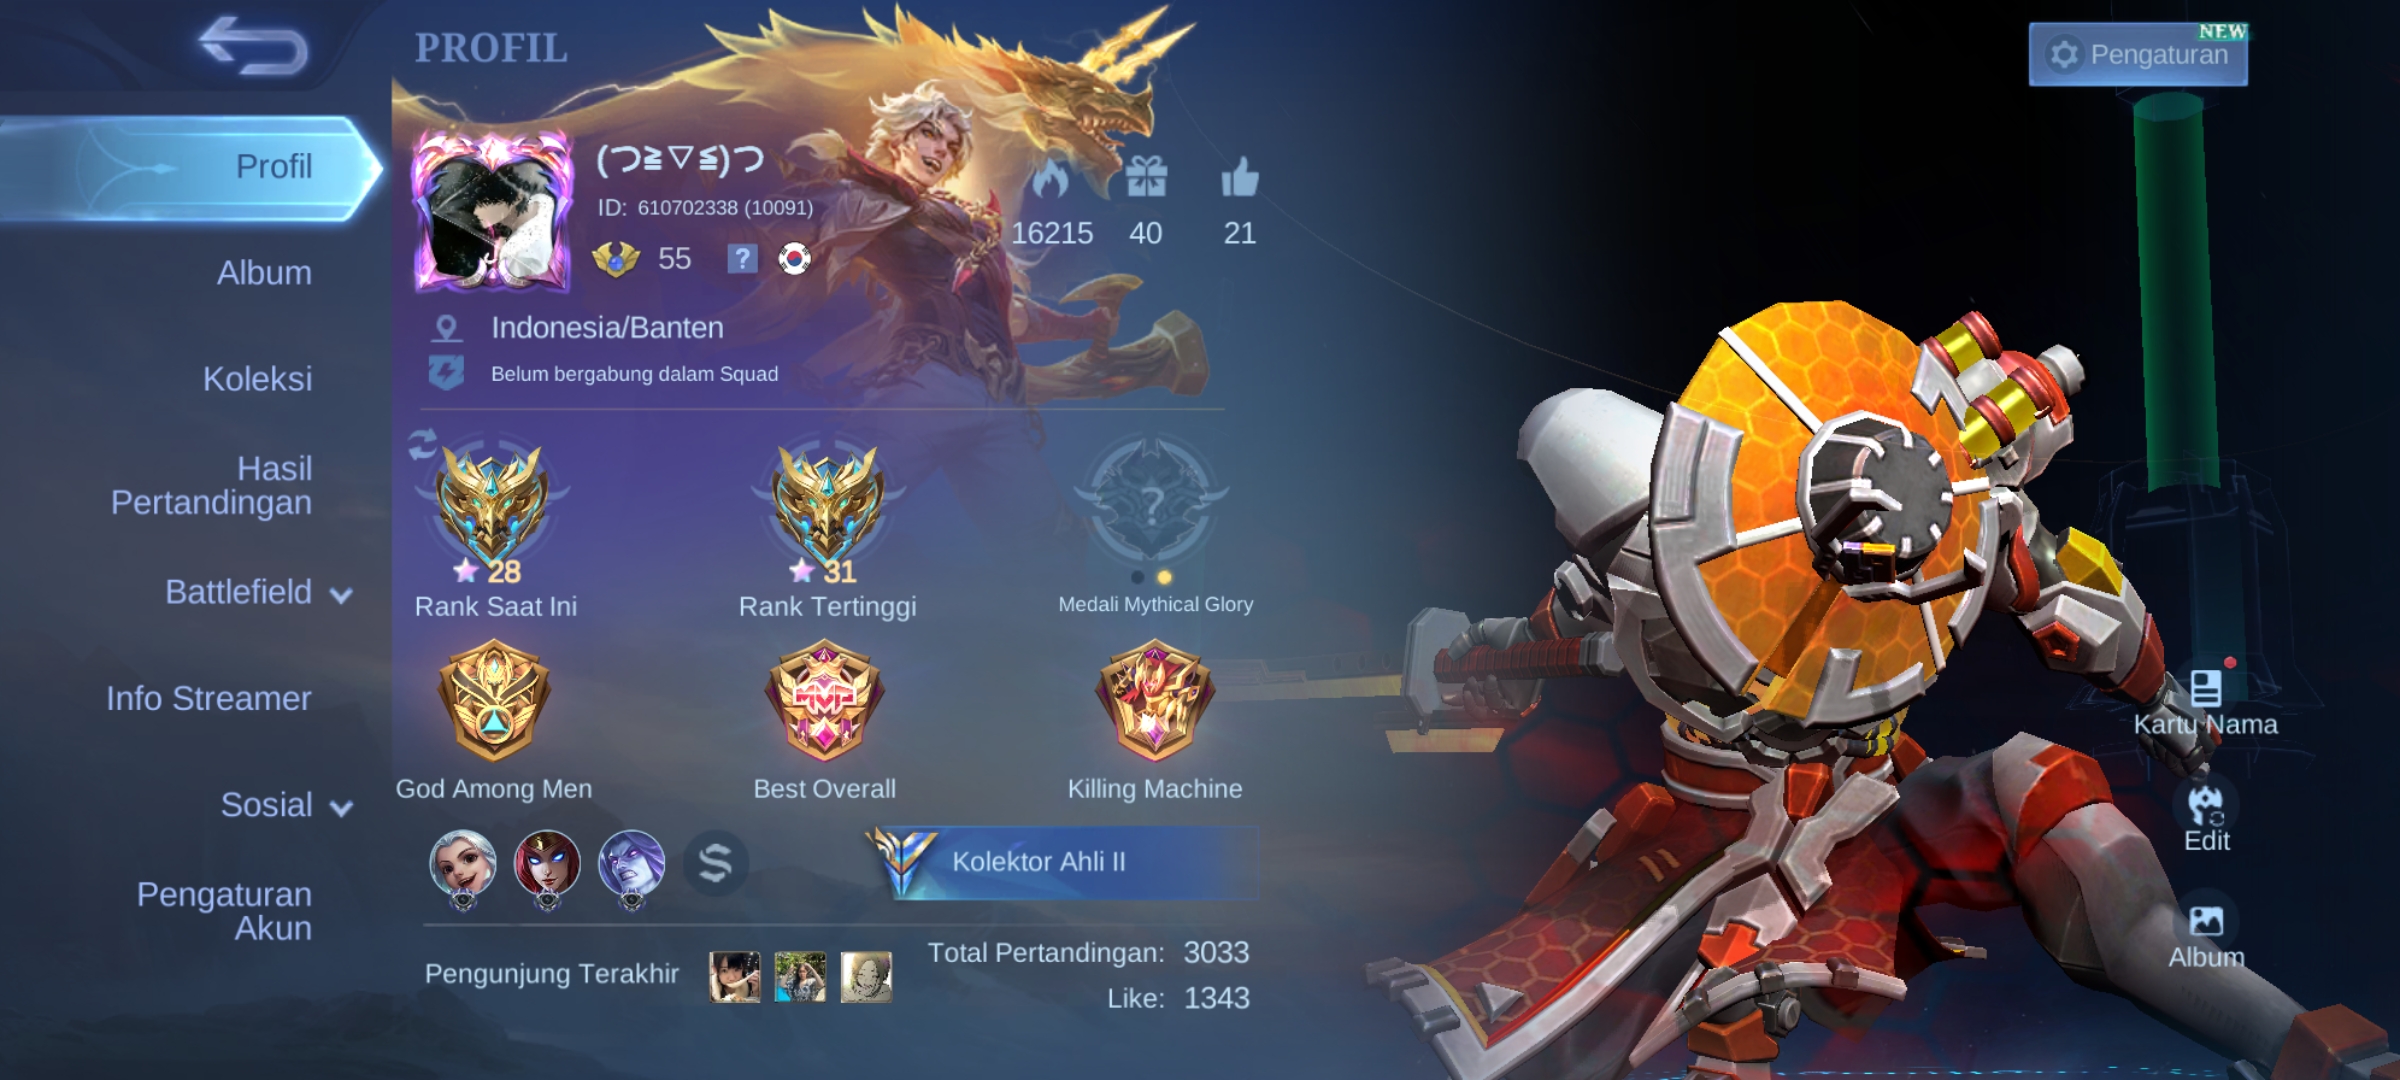 PROFIL
NEW
Pengaturan
Profil
Album
Koleksi
Hasil
Pertandingan
Battlefield
Info Streamer
Sosial
Pengaturan
Akun
(つ≧▽≦)つ
ID: 610702338 (10091)
55
?
16215
40
21
Indonesia/Banten
Belum bergabung dalam Squad
28
31
?
Rank Saat Ini
Rank Tertinggi
Medali Mythical Glory
MVP
God Among Men
Best Overall
Killing Machine
Kolektor Ahli II
Pengunjung Terakhir
Total Pertandingan: 3033
Like: 1343
Kartu Nama
Edit
Album